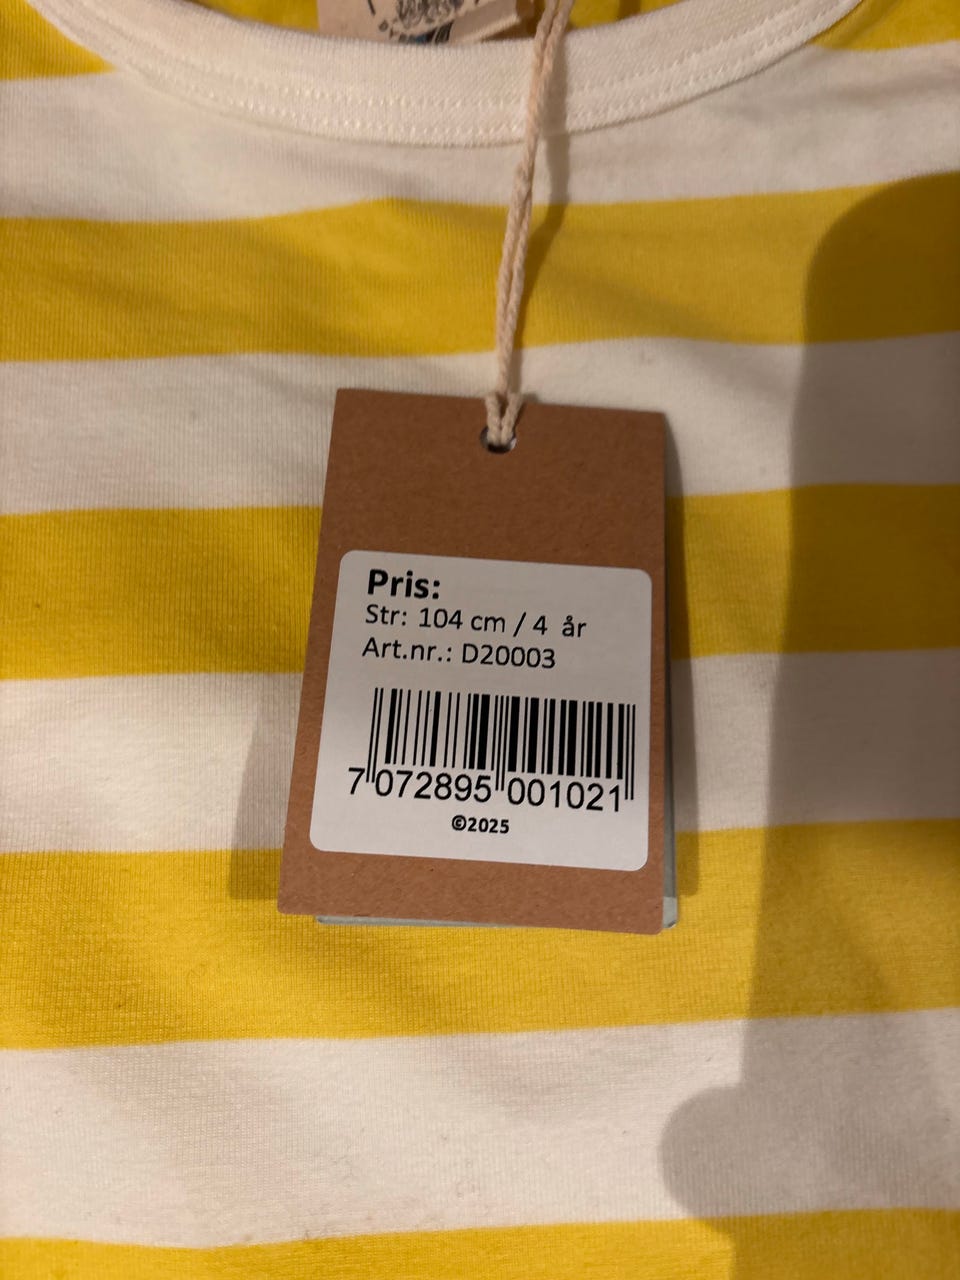 Pris:
Str: 104 cm / 4 år
Art.nr.: D20003
7 072895 001021
©2025